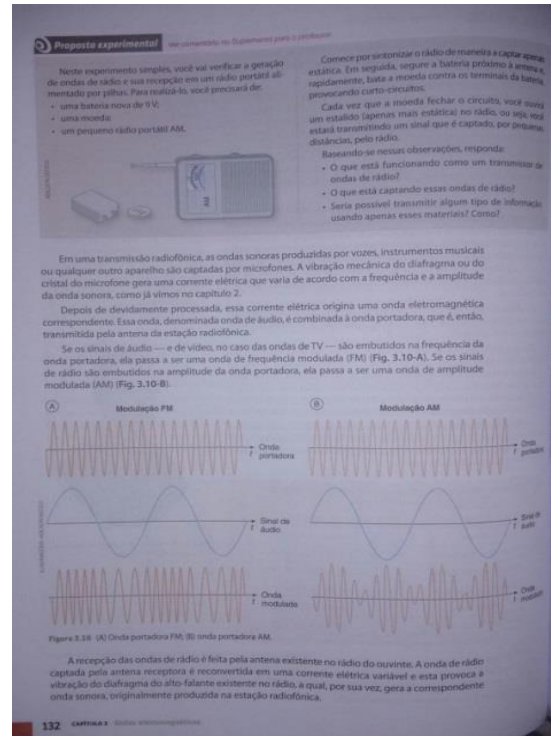 Proposta experimental Ver comentário no Suplemento para o professor.
Neste experimento simples, você vai verificar a geração
de ondas de rádio e sua recepção em um rádio portátil ali-
mentado por pilhas. Para realizá-lo, você precisará de:
• uma bateria nova de 9 V;
• uma moeda;
• um pequeno rádio portátil AM.
Comece por sintonizar o rádio de maneira a captar apenas
estática. Em seguida, segure a bateria próximo à antena e,
rapidamente, bata a moeda contra os terminais da bateria,
provocando curto-circuitos.
Cada vez que a moeda fechar o circuito, você ouvirá
um estalido (apenas mais estática) no rádio, ou seja, você
estará transmitindo um sinal que é captado, por pequenas
distâncias, pelo rádio.
Baseando-se nessas observações, responda:
• O que está funcionando como um transmissor de
ondas de rádio?
• O que está captando essas ondas de rádio?
• Seria possível transmitir algum tipo de informação
usando apenas esses materiais? Como?
Em uma transmissão radiofônica, as ondas sonoras produzidas por vozes, instrumentos musicais
ou qualquer outro aparelho são captadas por microfones. A vibração mecânica do diafragma ou do
cristal do microfone gera uma corrente elétrica que varia de acordo com a frequência e a amplitude
da onda sonora, como já vimos no capítulo 2.
Depois de devidamente processada, essa corrente elétrica origina uma onda eletromagnética
correspondente. Essa onda, denominada onda de áudio, é combinada à onda portadora, que é, então,
transmitida pela antena da estação radiofônica.
Se os sinais de áudio — e de vídeo, no caso das ondas de TV — são embutidos na frequência da
onda portadora, ela passa a ser uma onda de frequência modulada (FM) (Fig. 3.10-A). Se os sinais
de rádio são embutidos na amplitude da onda portadora, ela passa a ser uma onda de amplitude
modulada (AM) (Fig. 3.10-B).
A Modulação FM
Onda
portadora
t
Sinal de
áudio
t
Onda
modulada
t
B Modulação AM
Onda
portadora
t
Sinal de
áudio
t
Onda
modulada
t
Figura 3.10 (A) Onda portadora FM; (B) onda portadora AM.
A recepção das ondas de rádio é feita pela antena existente no rádio do ouvinte. A onda de rádio
captada pela antena receptora é reconvertida em uma corrente elétrica variável e esta provoca a
vibração do diafragma do alto-falante existente no rádio, a qual, por sua vez, gera a correspondente
onda sonora, originalmente produzida na estação radiofônica.
132 CAPÍTULO 3 Ondas eletromagnéticas